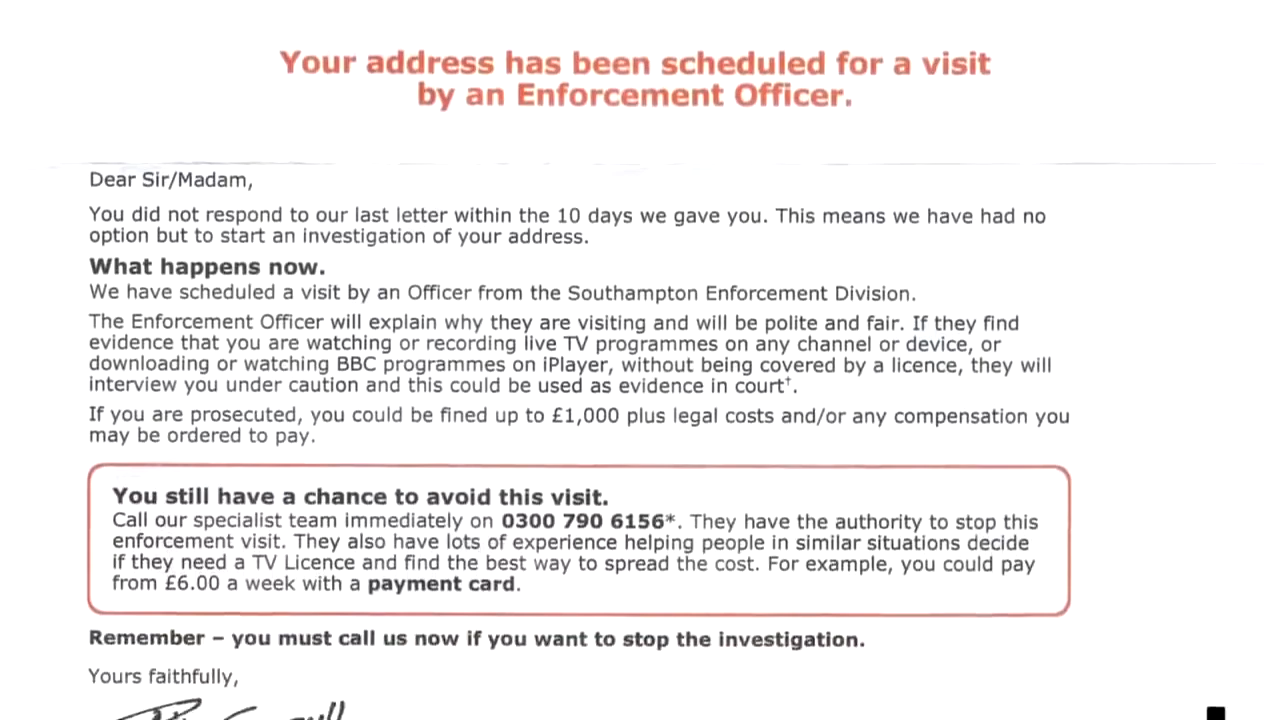 Your address has been scheduled for a visit
by an Enforcement Officer.
Dear Sir/Madam,
You did not respond to our last letter within the 10 days we gave you. This means we have had no
option but to start an investigation of your address.
What happens now.
We have scheduled a visit by an Officer from the Southampton Enforcement Division.
The Enforcement Officer will explain why they are visiting and will be polite and fair. If they find
evidence that you are watching or recording live TV programmes on any channel or device, or
downloading or watching BBC programmes on iPlayer, without being covered by a licence, they will
interview you under caution and this could be used as evidence in court†.
If you are prosecuted, you could be fined up to £1,000 plus legal costs and/or any compensation you
may be ordered to pay.
You still have a chance to avoid this visit.
Call our specialist team immediately on 0300 790 6156*. They have the authority to stop this
enforcement visit. They also have lots of experience helping people in similar situations decide
if they need a TV Licence and find the best way to spread the cost. For example, you could pay
from £6.00 a week with a payment card.
Remember – you must call us now if you want to stop the investigation.
Yours faithfully,